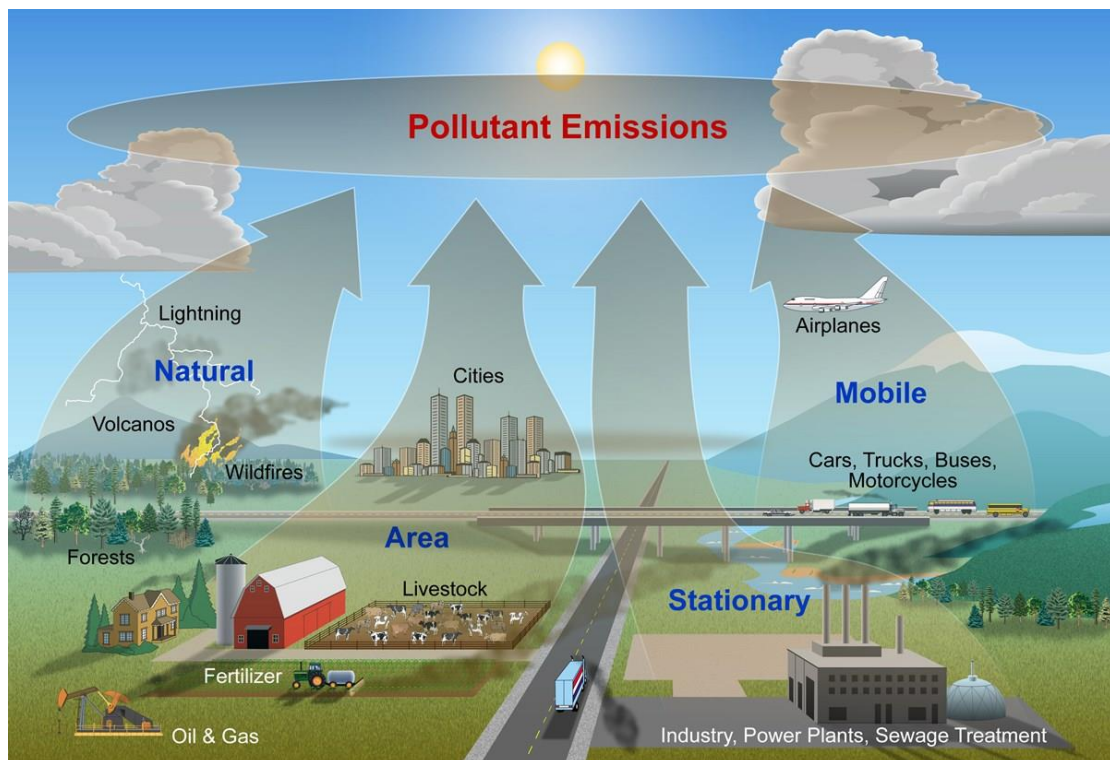 Pollutant Emissions
Lightning
Natural
Volcanos
Wildfires
Forests
Cities
Area
Livestock
Fertilizer
Oil & Gas
Airplanes
Mobile
Cars, Trucks, Buses,
Motorcycles
Stationary
Industry, Power Plants, Sewage Treatment